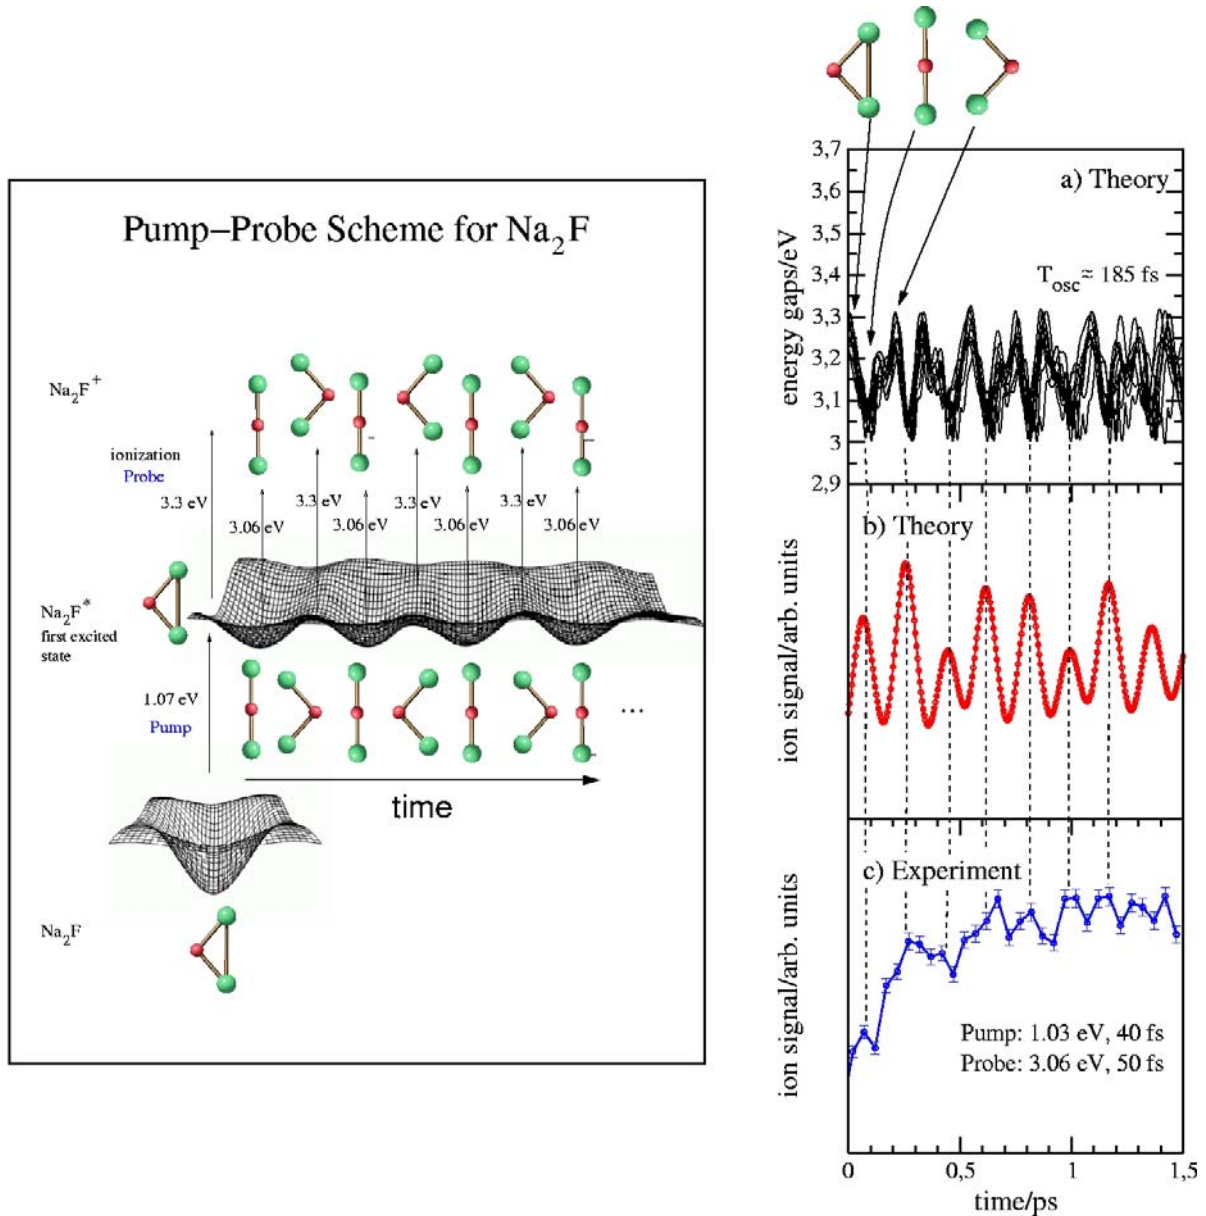 Pump–Probe Scheme for Na2F
Na2F+
ionization
Probe
3.3 eV
3.3 eV
3.3 eV
3.3 eV
3.06 eV
3.06 eV
3.06 eV
3.06 eV
Na2F*
first excited
state
1.07 eV
Pump
...
time
Na2F
a) Theory
Tosc≈ 185 fs
energy gaps/eV
3,7
3,6
3,5
3,4
3,3
3,2
3,1
3
2,9
b) Theory
ion signal/arb. units
c) Experiment
ion signal/arb. units
Pump: 1.03 eV, 40 fs
Probe: 3.06 eV, 50 fs
0 0,5 1 1,5
time/ps